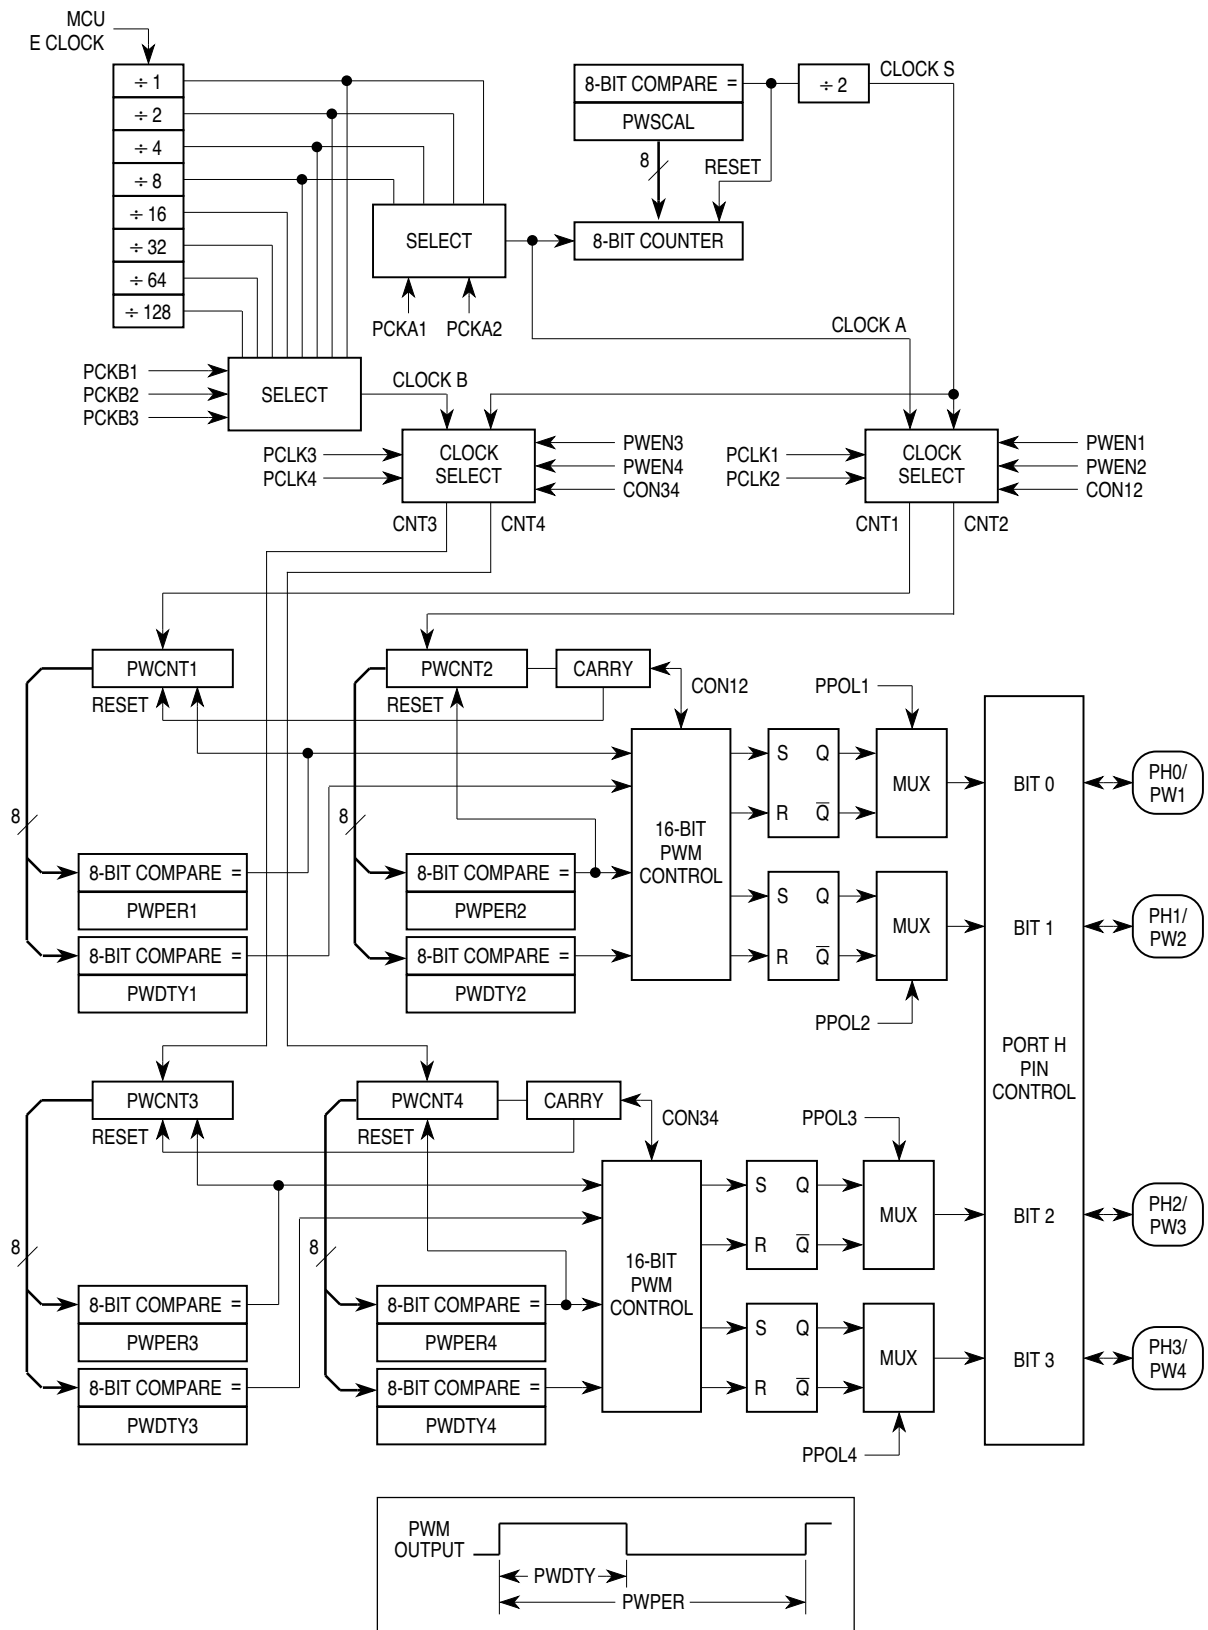 MCU
E CLOCK
÷ 1
÷ 2
÷ 4
÷ 8
÷ 16
÷ 32
÷ 64
÷ 128
8-BIT COMPARE =
PWSCAL
÷ 2
CLOCK S
8
RESET
SELECT
8-BIT COUNTER
PCKA1
PCKA2
CLOCK A
PCKB1
PCKB2
PCKB3
SELECT
CLOCK B
PCLK3
PCLK4
CLOCK
SELECT
PWEN3
PWEN4
CON34
PCLK1
PCLK2
CLOCK
SELECT
PWEN1
PWEN2
CON12
CNT3
CNT4
CNT1
CNT2
PWCNT1
RESET
PWCNT2
RESET
CARRY
CON12
8
8
8-BIT COMPARE =
PWPER1
8-BIT COMPARE =
PWDTY1
8-BIT COMPARE =
PWPER2
8-BIT COMPARE =
PWDTY2
16-BIT
PWM
CONTROL
S Q
R Q̅
S Q
R Q̅
PPOL1
MUX
MUX
PPOL2
BIT 0
BIT 1
PORT H
PIN
CONTROL
BIT 2
BIT 3
PH0/
PW1
PH1/
PW2
PH2/
PW3
PH3/
PW4
PWCNT3
RESET
PWCNT4
RESET
CARRY
CON34
8
8
8-BIT COMPARE =
PWPER3
8-BIT COMPARE =
PWDTY3
8-BIT COMPARE =
PWPER4
8-BIT COMPARE =
PWDTY4
16-BIT
PWM
CONTROL
S Q
R Q̅
S Q
R Q̅
PPOL3
MUX
MUX
PPOL4
PWM
OUTPUT
PWDTY
PWPER